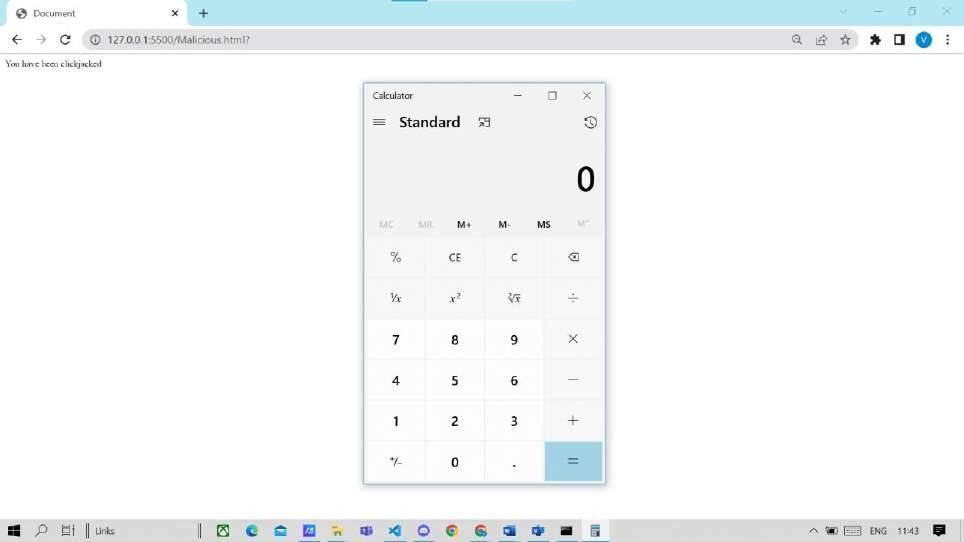 Document
127.0.0.1:5500/Malicious.html?
V
You have been clickjacked
Calculator
Standard
0
MC MR M+ M- MS M˅
% CE C
¹/x x² ²√x ÷
7 8 9 ×
4 5 6 −
1 2 3 +
⁺/₋ 0 . =
Links
ENG 11:43